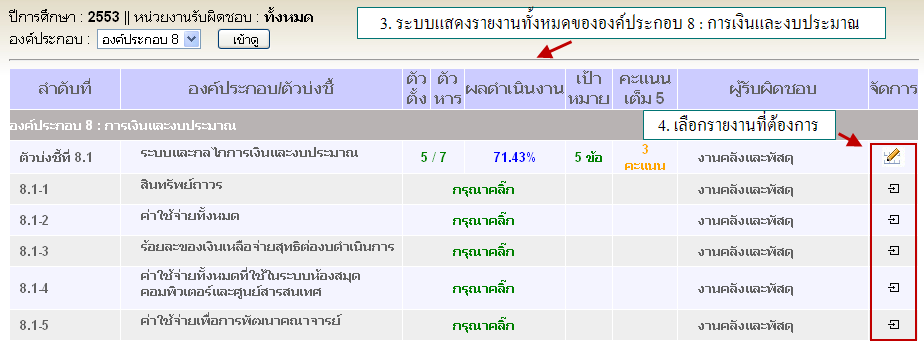 ปีการศึกษา : 2553 || หน่วยงานรับผิดชอบ : ทั้งหมด
องค์ประกอบ : องค์ประกอบ 8 เข้าดู
3. ระบบแสดงรายงานทั้งหมดขององค์ประกอบ 8 : การเงินและงบประมาณ
ลำดับที่ องค์ประกอบ/ตัวบ่งชี้ ตัวตั้ง ตัวหาร ผลดำเนินงาน เป้าหมาย คะแนนเต็ม 5 ผู้รับผิดชอบ จัดการ
องค์ประกอบ 8 : การเงินและงบประมาณ
4. เลือกรายงานที่ต้องการ
ตัวบ่งชี้ที่ 8.1 ระบบและกลไกการเงินและงบประมาณ 5 / 7 71.43% 5 ข้อ 3 คะแนน งานคลังและพัสดุ
8.1-1 สินทรัพย์ถาวร กรุณาคลิ๊ก งานคลังและพัสดุ
8.1-2 ค่าใช้จ่ายทั้งหมด กรุณาคลิ๊ก งานคลังและพัสดุ
8.1-3 ร้อยละของเงินเหลือจ่ายสุทธิต่องบดำเนินการ กรุณาคลิ๊ก งานคลังและพัสดุ
8.1-4 ค่าใช้จ่ายทั้งหมดที่ใช้ในระบบห้องสมุด
คอมพิวเตอร์และศูนย์สารสนเทศ กรุณาคลิ๊ก งานคลังและพัสดุ
8.1-5 ค่าใช้จ่ายเพื่อการพัฒนาคณาจารย์ กรุณาคลิ๊ก งานคลังและพัสดุ